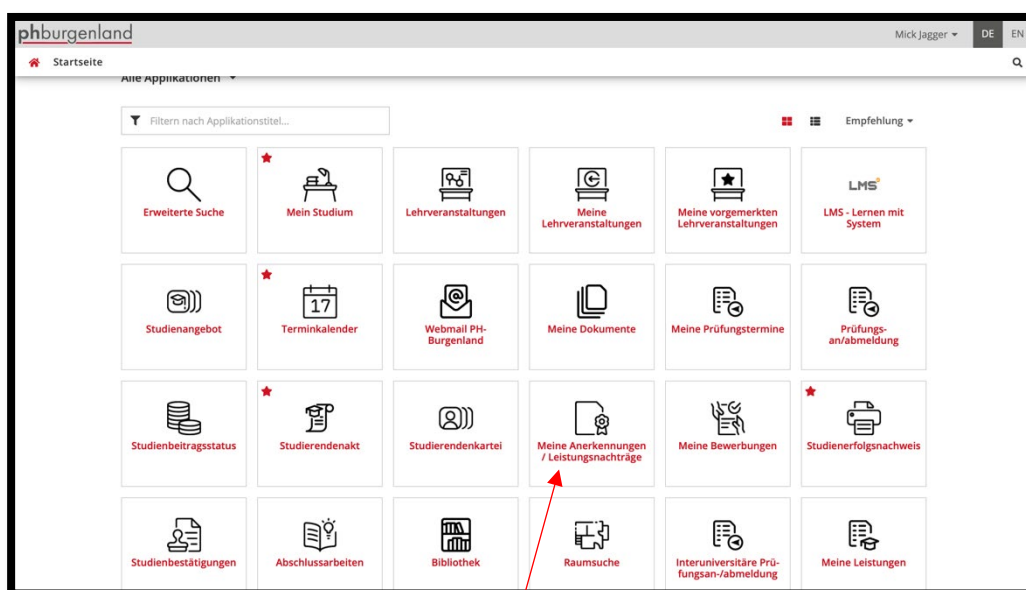 phburgenland
Mick Jagger
DE
EN
Startseite
Alle Applikationen
Filtern nach Applikationstitel...
Empfehlung
Erweiterte Suche
Mein Studium
Lehrveranstaltungen
Meine
Lehrveranstaltungen
Meine vorgemerkten
Lehrveranstaltungen
LMS
LMS - Lernen mit
System
Studienangebot
17
Terminkalender
Webmail PH-
Burgenland
Meine Dokumente
Meine Prüfungstermine
Prüfungs-
an/abmeldung
Studienbeitragsstatus
Studierendenakt
Studierendenkartei
Meine Anerkennungen
/ Leistungsnachträge
Meine Bewerbungen
Studienerfolgsnachweis
Studienbestätigungen
Abschlussarbeiten
Bibliothek
Raumsuche
Interuniversitäre Prü-
fungsan-/abmeldung
Meine Leistungen